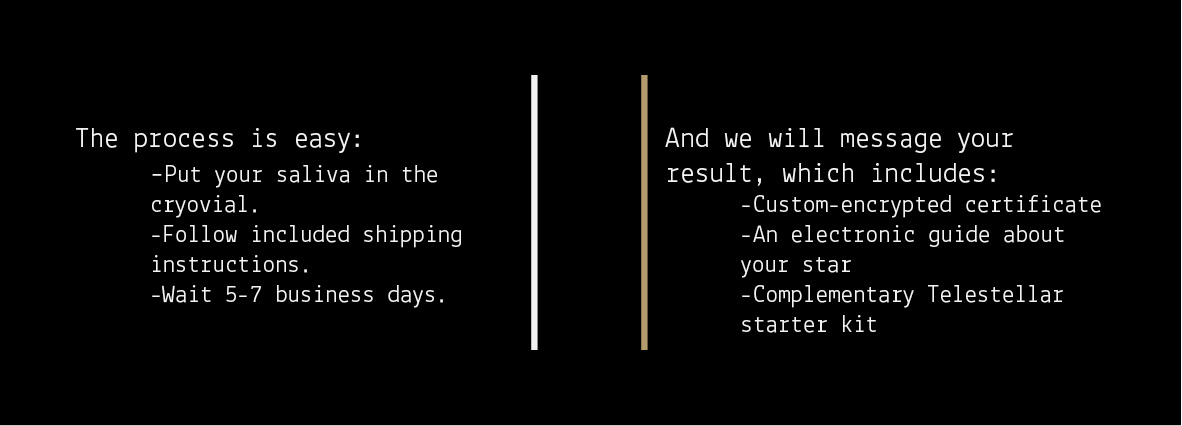 The process is easy:
-Put your saliva in the
cryovial.
-Follow included shipping
instructions.
-Wait 5-7 business days.
And we will message your
result, which includes:
-Custom-encrypted certificate
-An electronic guide about
your star
-Complementary Telestellar
starter kit